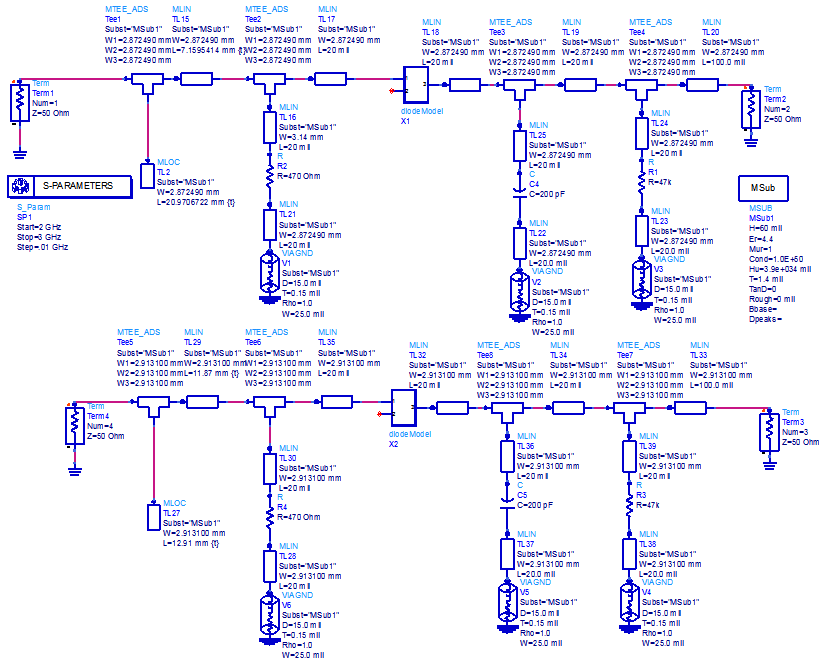 MTEE_ADS
Tee1
Subst="MSub1"
W1=2.872490 mm
W2=2.872490 mm
W3=2.872490 mm
MLIN
TL15
Subst="MSub1"
W=2.872490 mm
L=7.1595414 mm {t}
MTEE_ADS
Tee2
Subst="MSub1"
W1=2.872490 mm
W2=2.872490 mm
W3=2.872490 mm
MLIN
TL17
Subst="MSub1"
W=2.872490 mm
L=20 mil
MLIN
TL18
Subst="MSub1"
W=2.872490 mm
L=20 mil
MTEE_ADS
Tee3
Subst="MSub1"
W1=2.872490 mm
W2=2.872490 mm
W3=2.872490 mm
MLIN
TL19
Subst="MSub1"
W=2.872490 mm
L=20 mil
MTEE_ADS
Tee4
Subst="MSub1"
W1=2.872490 mm
W2=2.872490 mm
W3=2.872490 mm
MLIN
TL20
Subst="MSub1"
W=2.872490 mm
L=100.0 mil
Term
Term1
Num=1
Z=50 Ohm
MLOC
TL2
Subst="MSub1"
W=2.872490 mm
L=20.9706722 mm {t}
MLIN
TL16
Subst="MSub1"
W=3.14 mm
L=20 mil
R
R2
R=470 Ohm
MLIN
TL21
Subst="MSub1"
W=2.872490 mm
L=20 mil
VIAGND
V1
Subst="MSub1"
D=15.0 mil
T=0.15 mil
Rho=1.0
W=25.0 mil
1
2
3
diodeModel
X1
MLIN
TL25
Subst="MSub1"
W=2.872490 mm
L=20 mil
C
C4
C=200 pF
MLIN
TL22
Subst="MSub1"
W=2.872490 mm
L=20.0 mil
VIAGND
V2
Subst="MSub1"
D=15.0 mil
T=0.15 mil
Rho=1.0
W=25.0 mil
MLIN
TL24
Subst="MSub1"
W=2.872490 mm
L=20 mil
R
R1
R=47k
MLIN
TL23
Subst="MSub1"
W=2.872490 mm
L=20.0 mil
VIAGND
V3
Subst="MSub1"
D=15.0 mil
T=0.15 mil
Rho=1.0
W=25.0 mil
Term
Term2
Num=2
Z=50 Ohm
S-PARAMETERS
S_Param
SP1
Start=2 GHz
Stop=3 GHz
Step=.01 GHz
MSub
MSUB
MSub1
H=60 mil
Er=4.4
Mur=1
Cond=1.0E+50
Hu=3.9e+034 mil
T=1.4 mil
TanD=0
Rough=0 mil
Bbase=
Dpeaks=
MTEE_ADS
Tee5
Subst="MSub1"
W1=2.913100 mm
W2=2.913100 mm
W3=2.913100 mm
MLIN
TL29
Subst="MSub1"
W=2.913100 mm
L=11.87 mm {t}
MTEE_ADS
Tee6
Subst="MSub1"
W1=2.913100 mm
W2=2.913100 mm
W3=2.913100 mm
MLIN
TL35
Subst="MSub1"
W=2.913100 mm
L=20 mil
MLIN
TL32
Subst="MSub1"
W=2.913100 mm
L=20 mil
MTEE_ADS
Tee8
Subst="MSub1"
W1=2.913100 mm
W2=2.913100 mm
W3=2.913100 mm
MLIN
TL34
Subst="MSub1"
W=2.913100 mm
L=20 mil
MTEE_ADS
Tee7
Subst="MSub1"
W1=2.913100 mm
W2=2.913100 mm
W3=2.913100 mm
MLIN
TL33
Subst="MSub1"
W=2.913100 mm
L=100.0 mil
Term
Term4
Num=4
Z=50 Ohm
MLOC
TL27
Subst="MSub1"
W=2.913100 mm
L=12.91 mm {t}
MLIN
TL30
Subst="MSub1"
W=2.913100 mm
L=20 mil
R
R4
R=470 Ohm
MLIN
TL28
Subst="MSub1"
W=2.913100 mm
L=20 mil
VIAGND
V6
Subst="MSub1"
D=15.0 mil
T=0.15 mil
Rho=1.0
W=25.0 mil
1
2
3
diodeModel
X2
MLIN
TL36
Subst="MSub1"
W=2.913100 mm
L=20 mil
C
C5
C=200 pF
MLIN
TL37
Subst="MSub1"
W=2.913100 mm
L=20.0 mil
VIAGND
V5
Subst="MSub1"
D=15.0 mil
T=0.15 mil
Rho=1.0
W=25.0 mil
MLIN
TL39
Subst="MSub1"
W=2.913100 mm
L=20 mil
R
R3
R=47k
MLIN
TL38
Subst="MSub1"
W=2.913100 mm
L=20.0 mil
VIAGND
V4
Subst="MSub1"
D=15.0 mil
T=0.15 mil
Rho=1.0
W=25.0 mil
Term
Term3
Num=3
Z=50 Ohm